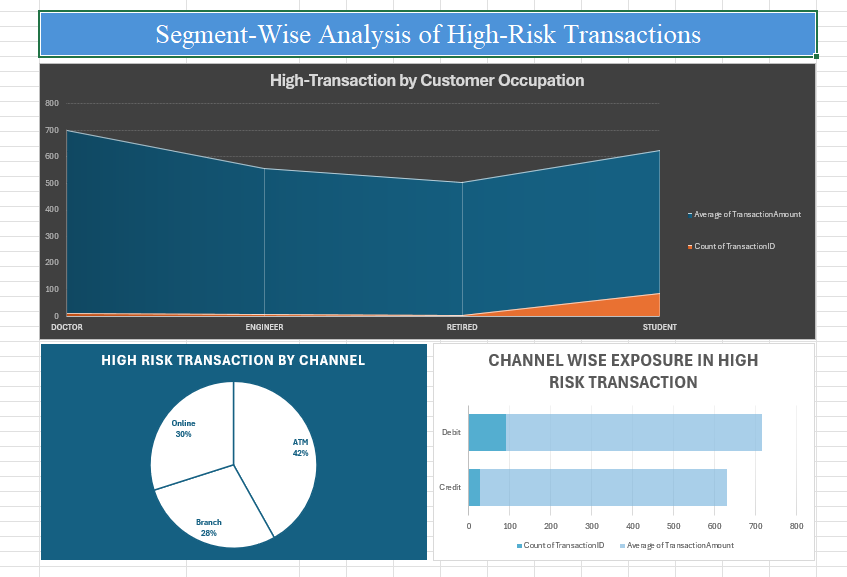 Segment-Wise Analysis of High-Risk Transactions
High-Transaction by Customer Occupation
800
700
600
500
400
300
200
100
0
DOCTOR
ENGINEER
RETIRED
STUDENT
Average of TransactionAmount
Count of TransactionID
HIGH RISK TRANSACTION BY CHANNEL
Online
30%
ATM
42%
Branch
28%
CHANNEL WISE EXPOSURE IN HIGH
RISK TRANSACTION
Debit
Credit
0 100 200 300 400 500 600 700 800
Count of TransactionID Average of TransactionAmount